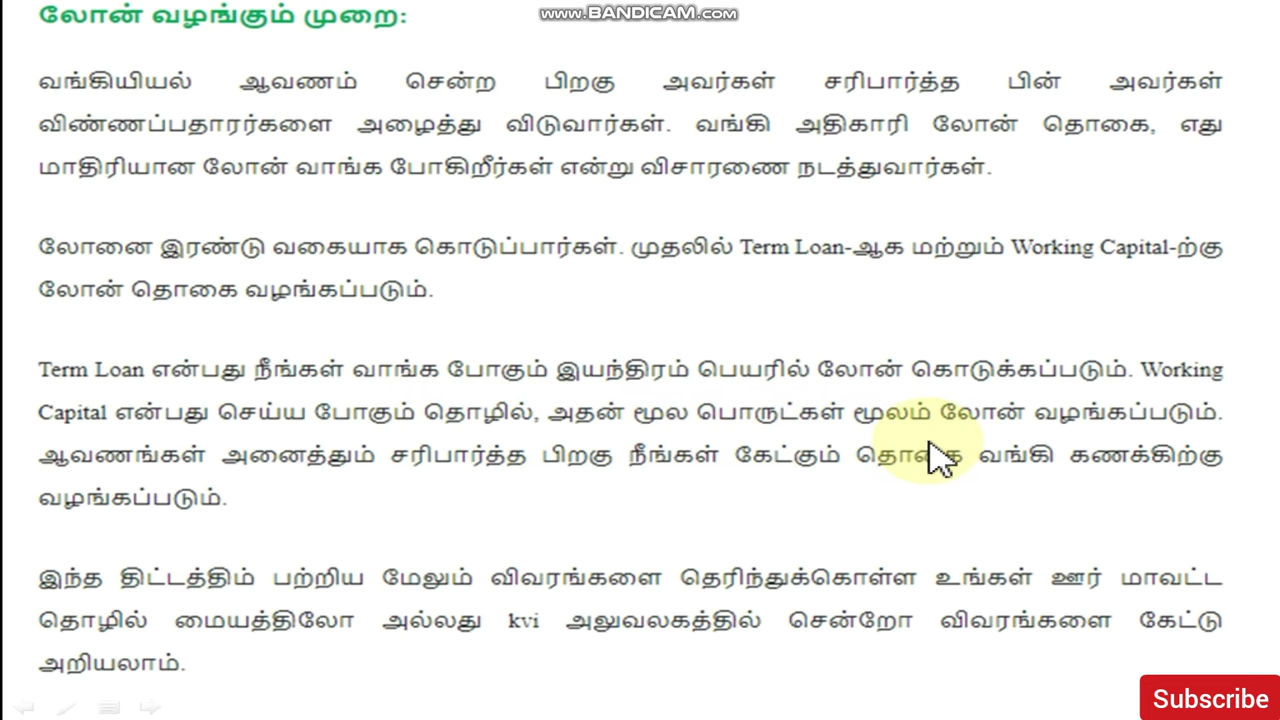 லோன் வழங்கும் முறை:
www.BANDICAM.com
வங்கியியல் ஆவணம் சென்ற பிறகு அவர்கள் சரிபார்த்த பின் அவர்கள்
விண்ணப்பதாரர்களை அழைத்து விடுவார்கள். வங்கி அதிகாரி லோன் தொகை, எது
மாதிரியான லோன் வாங்க போகிறீர்கள் என்று விசாரணை நடத்துவார்கள்.
லோனை இரண்டு வகையாக கொடுப்பார்கள். முதலில் Term Loan-ஆக மற்றும் Working Capital-ற்கு
லோன் தொகை வழங்கப்படும்.
Term Loan என்பது நீங்கள் வாங்க போகும் இயந்திரம் பெயரில் லோன் கொடுக்கப்படும். Working
Capital என்பது செய்ய போகும் தொழில், அதன் மூல பொருட்கள் மூலம் லோன் வழங்கப்படும்.
ஆவணங்கள் அனைத்தும் சரிபார்த்த பிறகு நீங்கள் கேட்கும் தொகை வங்கி கணக்கிற்கு
வழங்கப்படும்.
இந்த திட்டத்திம் பற்றிய மேலும் விவரங்களை தெரிந்துக்கொள்ள உங்கள் ஊர் மாவட்ட
தொழில் மையத்திலோ அல்லது kvi அலுவலகத்தில் சென்றோ விவரங்களை கேட்டு
அறியலாம்.
Subscribe